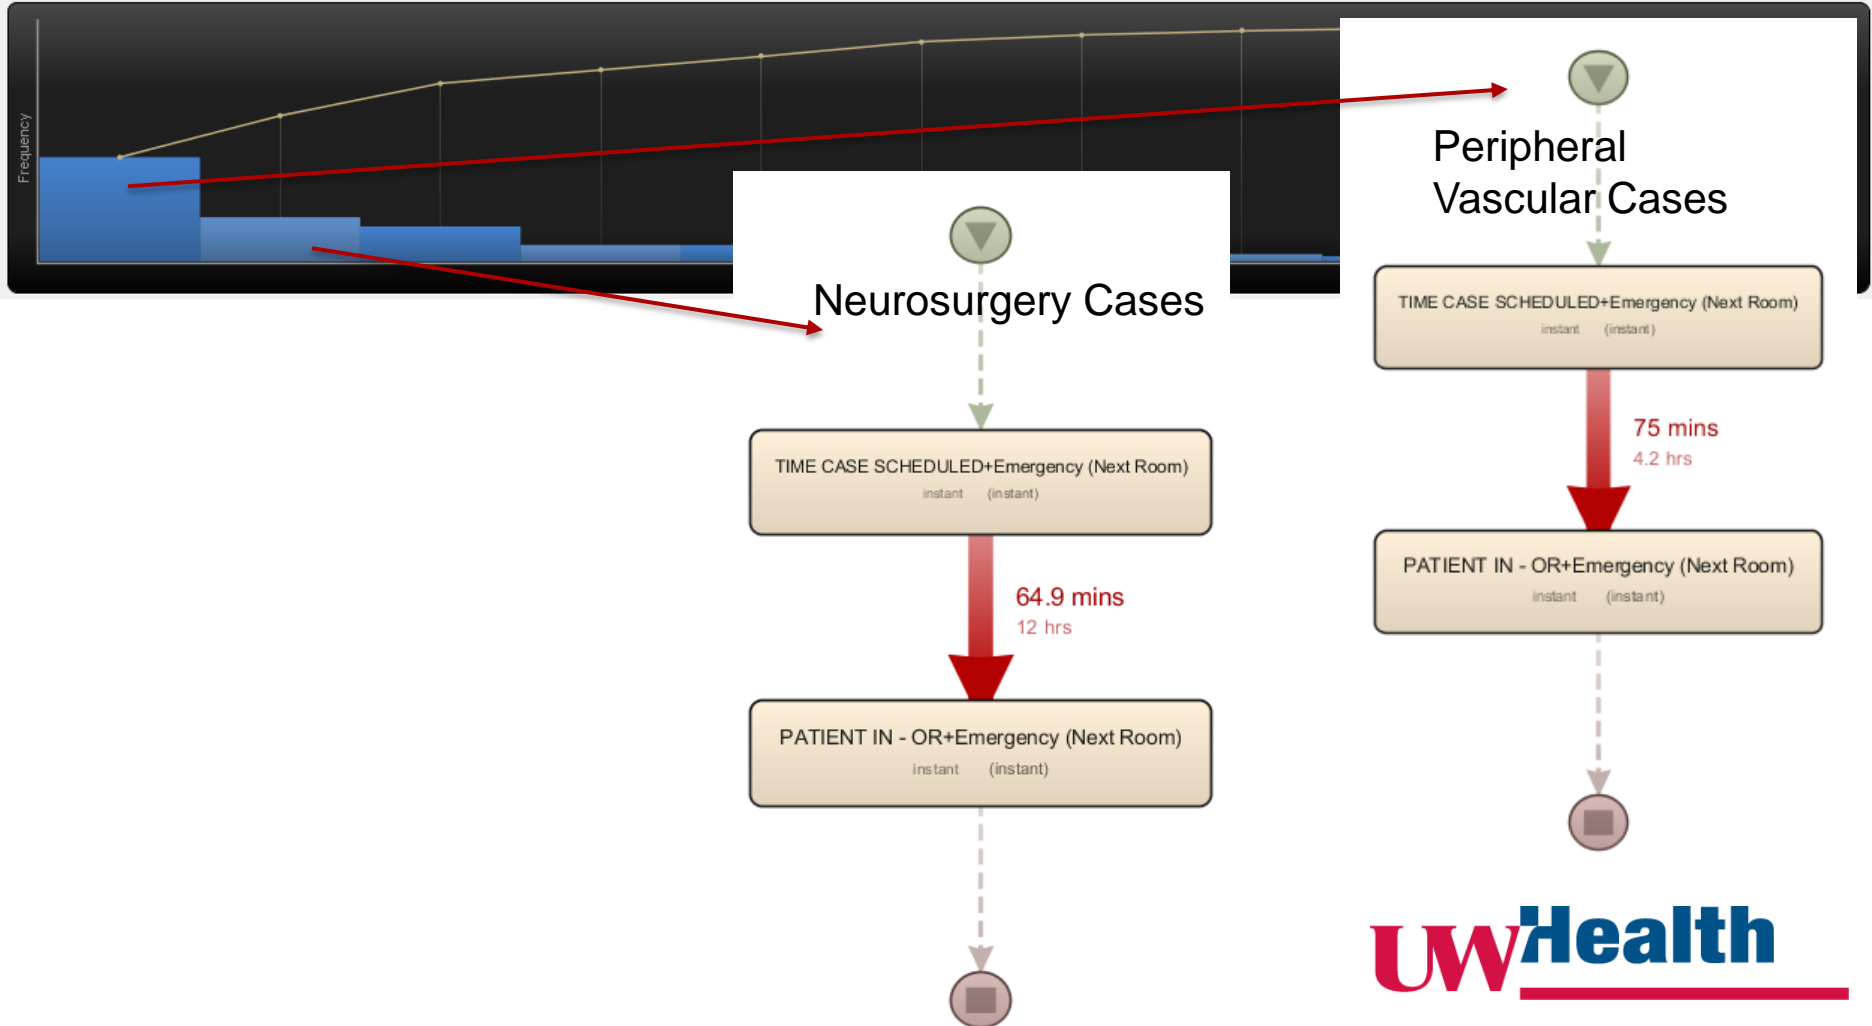 Frequency
Peripheral
Vascular Cases
TIME CASE SCHEDULED+Emergency (Next Room)
instant (instant)
75 mins
4.2 hrs
PATIENT IN - OR+Emergency (Next Room)
instant (instant)
Neurosurgery Cases
TIME CASE SCHEDULED+Emergency (Next Room)
instant (instant)
64.9 mins
12 hrs
PATIENT IN - OR+Emergency (Next Room)
instant (instant)
UWHealth